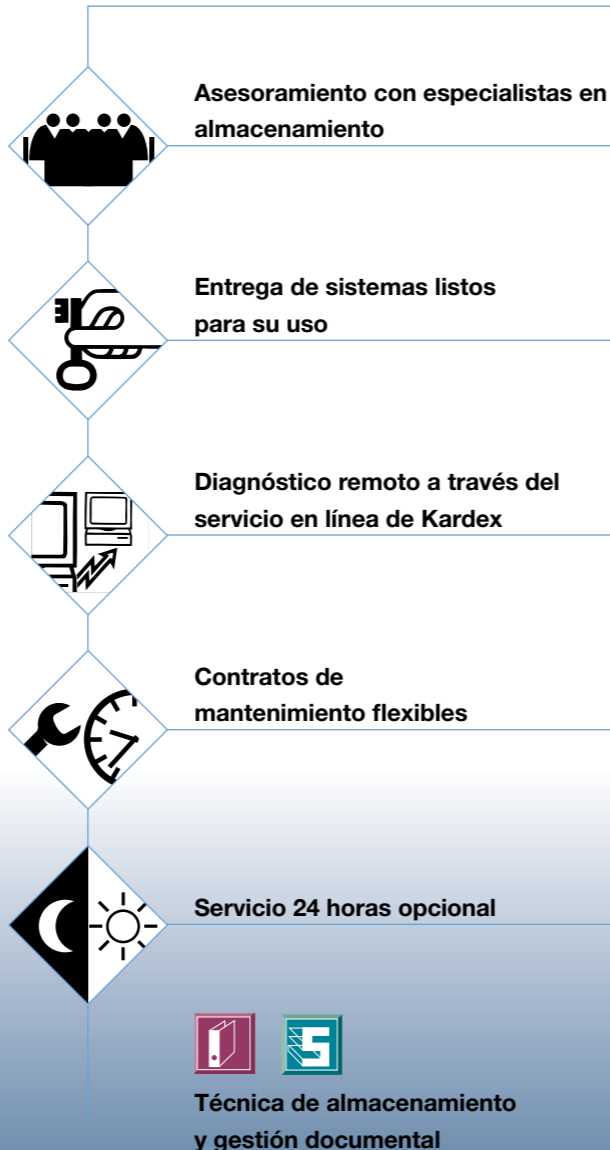 Asesoramiento con especialistas en
almacenamiento
Entrega de sistemas listos
para su uso
Diagnóstico remoto a través del
servicio en línea de Kardex
Contratos de
mantenimiento flexibles
Servicio 24 horas opcional
Técnica de almacenamiento
y gestión documental